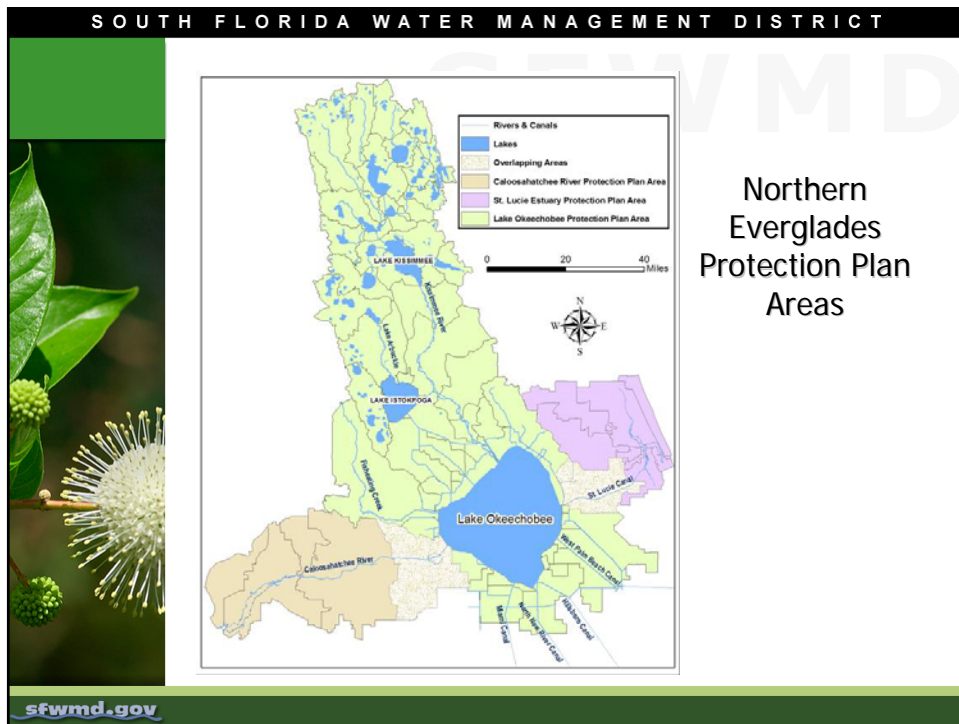 SOUTH FLORIDA WATER MANAGEMENT DISTRICT
SFWMD
Rivers & Canals
Lakes
Overlapping Areas
Caloosahatchee River Protection Plan Area
St. Lucie Estuary Protection Plan Area
Lake Okeechobee Protection Plan Area
Northern
Everglades
Protection Plan
Areas
LAKE KISSIMMEE
0 20 40
Miles
Kissimmee River
N
W E
S
Lake Arbuckle
LAKE ISTOKPOGA
Fisheating Creek
St. Lucie Canal
Lake Okeechobee
West Palm Beach Canal
Caloosahatchee River
Miami Canal
North New River Canal
Hillsboro Canal
sfwmd.gov